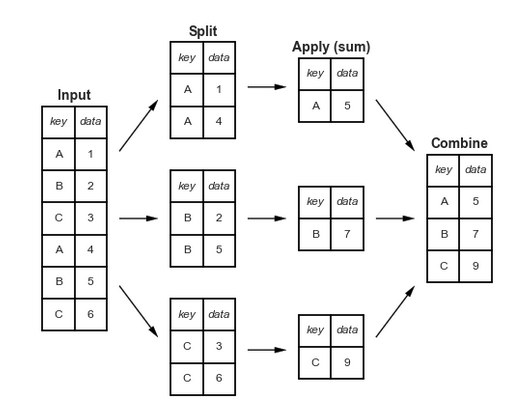 Input
key data
A 1
B 2
C 3
A 4
B 5
C 6
Split
key data
A 1
A 4
key data
B 2
B 5
key data
C 3
C 6
Apply (sum)
key data
A 5
key data
B 7
key data
C 9
Combine
key data
A 5
B 7
C 9